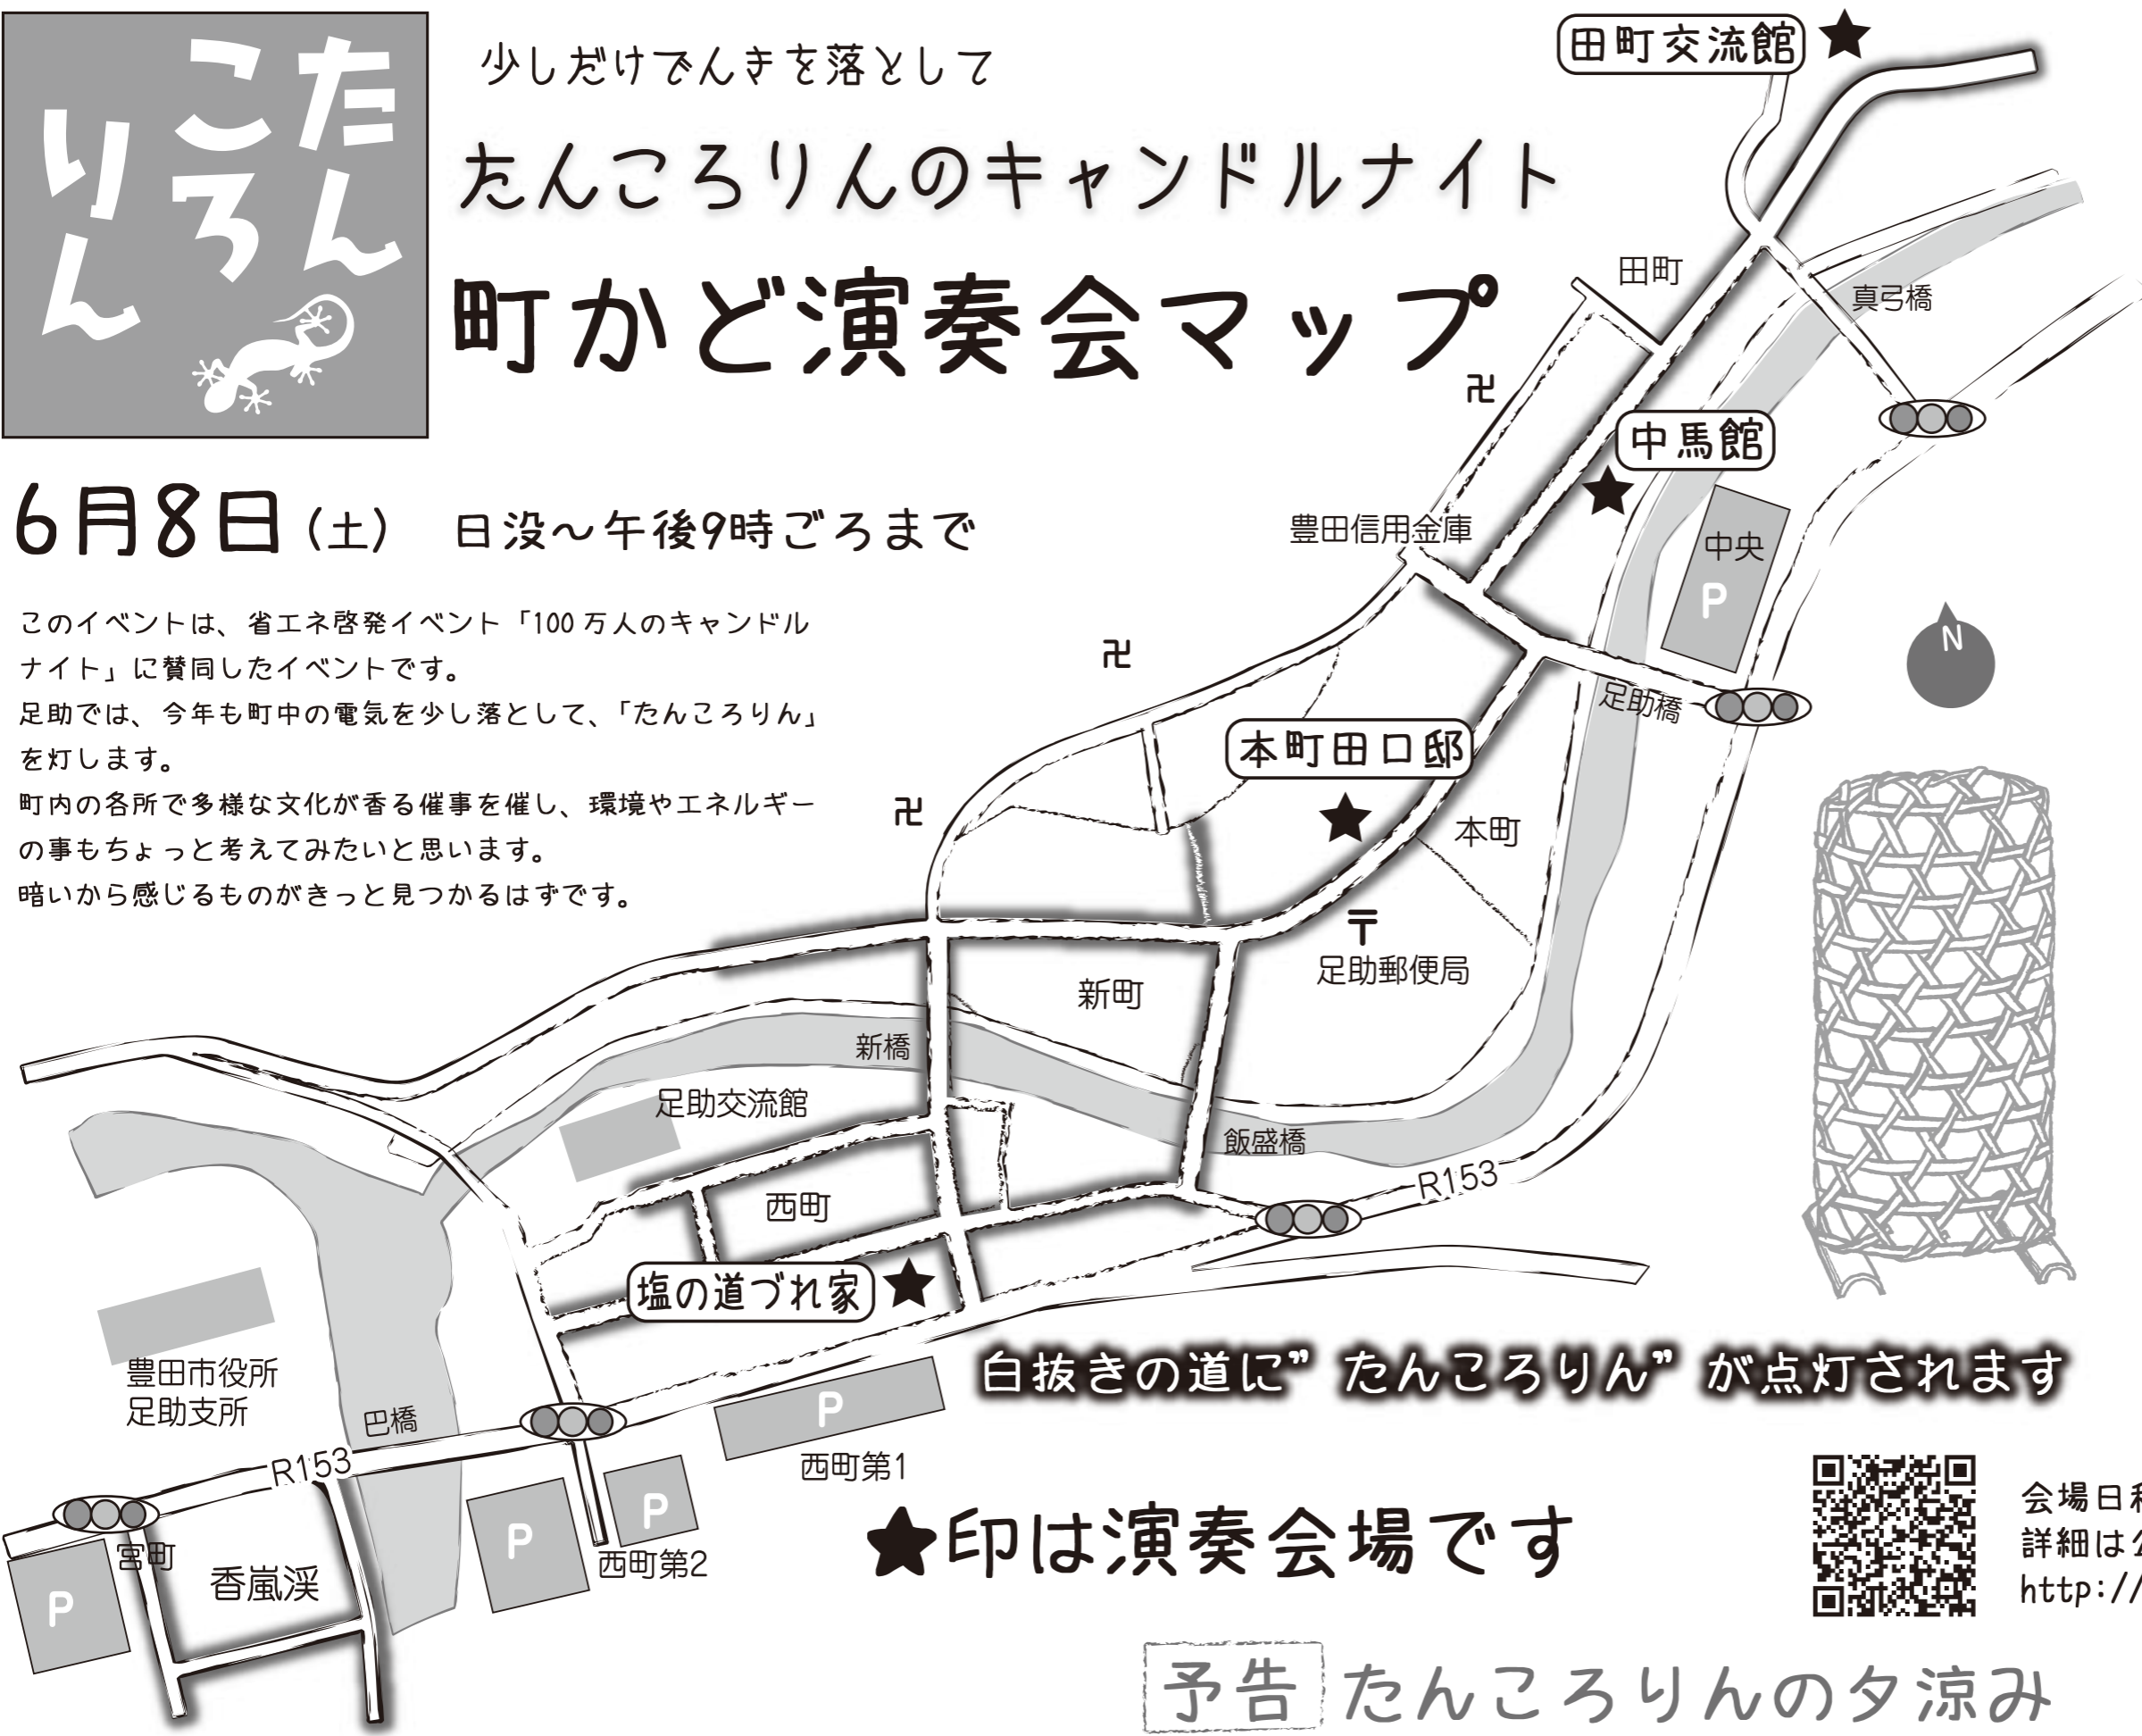 たん
ころ
りん
少しだけでんきを落として
たんころりんのキャンドルナイト
町かど演奏会マップ
6月8日(土) 日没〜午後9時ごろまで
このイベントは、省エネ啓発イベント「100万人のキャンドル
ナイト」に賛同したイベントです。
足助では、今年も町中の電気を少し落として、「たんころりん」
を灯します。
町内の各所で多様な文化が香る催事を催し、環境やエネルギー
の事もちょっと考えてみたいと思います。
暗いから感じるものがきっと見つかるはずです。
田町交流館
田町
真弓橋
卍
中馬館
豊田信用金庫
中央
P
N
卍
足助橋
本町田口邸
卍
本町
〒
足助郵便局
新町
新橋
足助交流館
飯盛橋
R153
西町
塩の道づれ家
豊田市役所
足助支所
巴橋
R153
P
西町第1
P
西町第2
P
宮町
P
香嵐渓
白抜きの道に”たんころりん”が点灯されます
★印は演奏会場です
会場日
詳細は
http://
予告 たんころりんの夕涼み